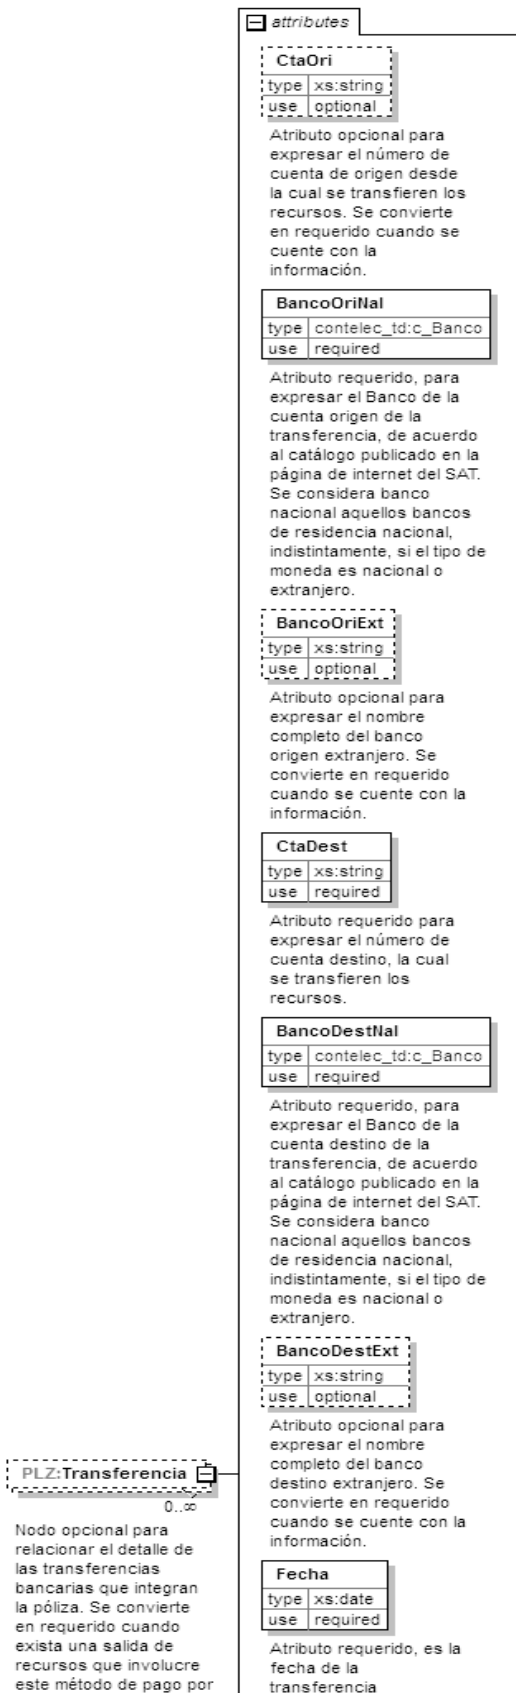 attributes
CtaOri
type xs:string
use optional
Atributo opcional para
expresar el número de
cuenta de origen desde
la cual se transfieren los
recursos. Se convierte
en requerido cuando se
cuente con la
información.
BancoOriNal
type contelec_td:c_Banco
use required
Atributo requerido, para
expresar el Banco de la
cuenta origen de la
transferencia, de acuerdo
al catálogo publicado en la
página de internet del SAT.
Se considera banco
nacional aquellos bancos
de residencia nacional,
indistintamente, si el tipo de
moneda es nacional o
extranjero.
BancoOriExt
type xs:string
use optional
Atributo opcional para
expresar el nombre
completo del banco
origen extranjero. Se
convierte en requerido
cuando se cuente con la
información.
CtaDest
type xs:string
use required
Atributo requerido para
expresar el número de
cuenta destino, la cual
se transfieren los
recursos.
BancoDestNal
type contelec_td:c_Banco
use required
Atributo requerido, para
expresar el Banco de la
cuenta destino de la
transferencia, de acuerdo
al catálogo publicado en la
página de internet del SAT.
Se considera banco
nacional aquellos bancos
de residencia nacional,
indistintamente, si el tipo de
moneda es nacional o
extranjero.
BancoDestExt
type xs:string
use optional
Atributo opcional para
expresar el nombre
completo del banco
destino extranjero. Se
convierte en requerido
cuando se cuente con la
información.
Fecha
type xs:date
use required
Atributo requerido, es la
fecha de la
transferencia
PLZ:Transferencia
0..∞
Nodo opcional para
relacionar el detalle de
las transferencias
bancarias que integran
la póliza. Se convierte
en requerido cuando
exista una salida de
recursos que involucre
este método de pago por